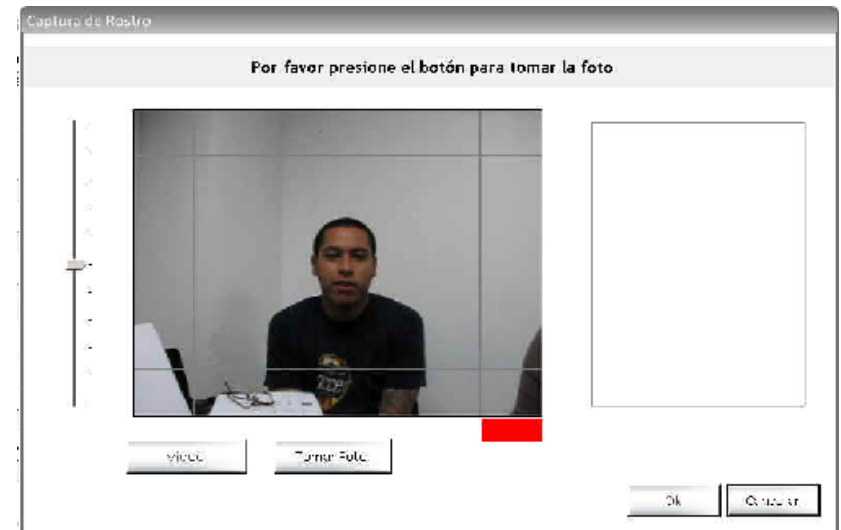 Captura de Rostro
Por favor presione el botón para tomar la foto
Video
Tomar Foto
Ok
Cancelar